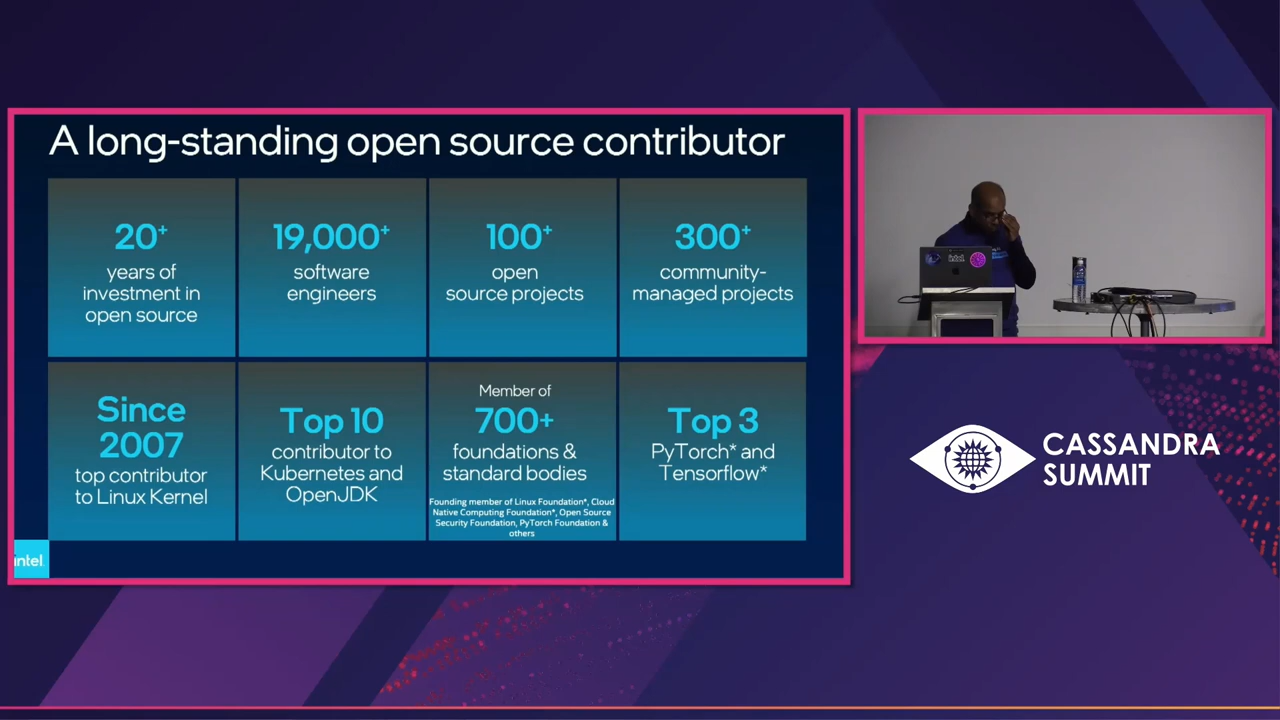 A long-standing open source contributor
20+
years of
investment in
open source
19,000+
software
engineers
100+
open
source projects
300+
community-
managed projects
Since
2007
top contributor
to Linux Kernel
Top 10
contributor to
Kubernetes and
OpenJDK
Member of
700+
foundations &
standard bodies
Founding member of Linux Foundation*, Cloud
Native Computing Foundation*, Open Source
Security Foundation, PyTorch Foundation &
others
Top 3
PyTorch* and
Tensorflow*
intel
intel
CASSANDRA
SUMMIT